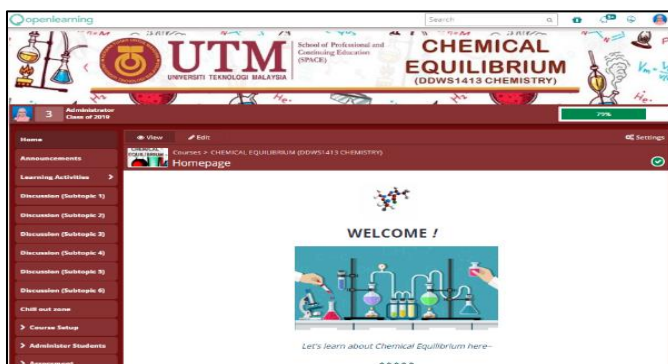 openlearning
Search
UTM
UNIVERSITI TEKNOLOGI MALAYSIA
School of Professional and
Continuing Education
(SPACE)
CHEMICAL
EQUILIBRIUM
(DDWS1413 CHEMISTRY)
3
Administrator
Class of 2019
Home
Announcements
Learning Activities >
Discussion (Subtopic 1)
Discussion (Subtopic 2)
Discussion (Subtopic 3)
Discussion (Subtopic 4)
Discussion (Subtopic 5)
Discussion (Subtopic 6)
Chill out zone
> Course Setup
> Administer Students
> Assessment
View
Edit
Settings
Courses > CHEMICAL EQUILIBRIUM (DDWS1413 CHEMISTRY)
Homepage
WELCOME !
Let's learn about Chemical Equilibrium here~